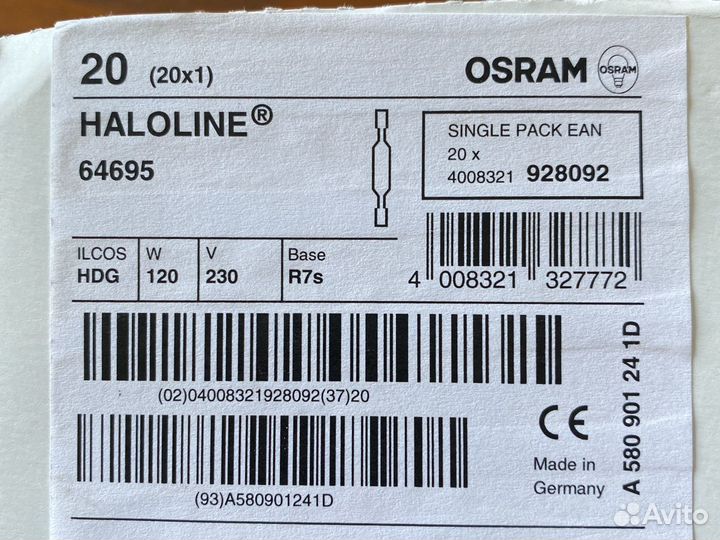 20 (20x1)
OSRAM OSRAM
HALOLINE®
64695
SINGLE PACK EAN
20 x
4008321 928092
ILCOS W V Base
HDG 120 230 R7s
4 008321 327772
(02)04008321928092(37)20
(93)A580901241D
CE
Made in
Germany
A 580 901 24 1D
Avito